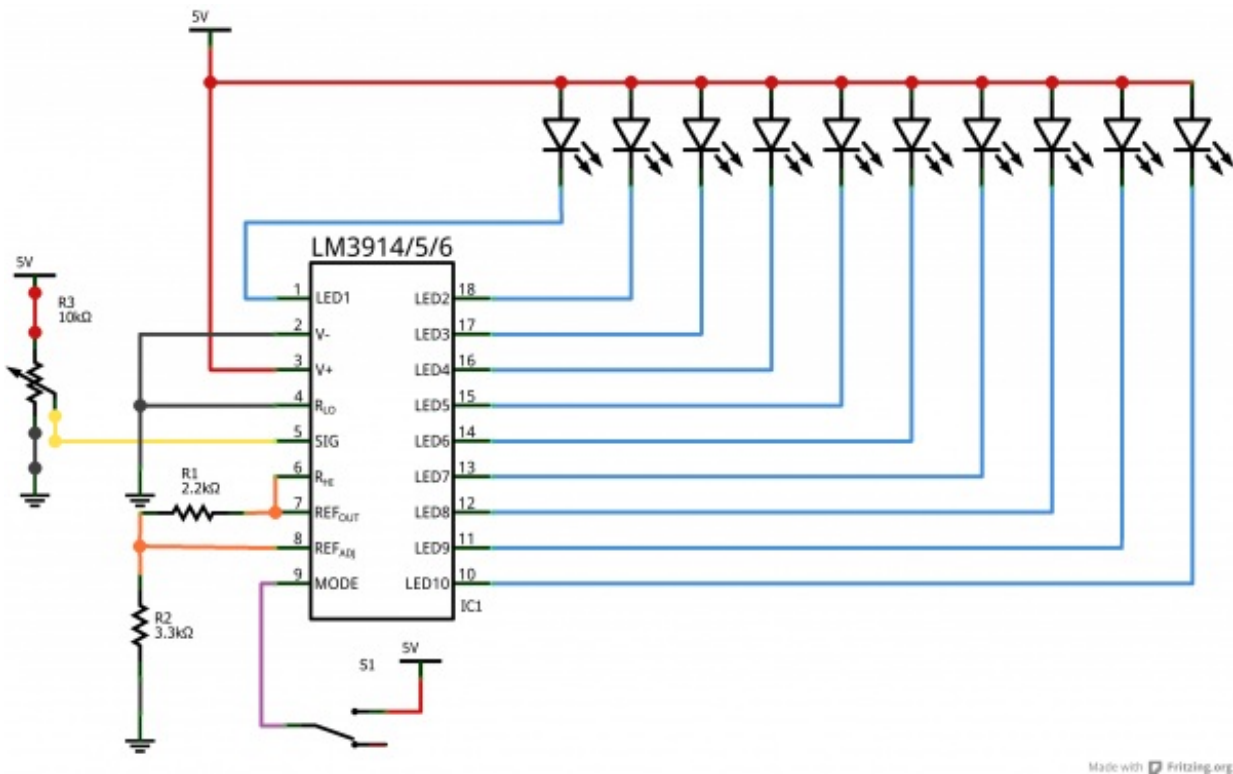 5V
LM3914/5/6
5V
R3
10kΩ
1 LED1 LED2 18
2 V- LED3 17
3 V+ LED4 16
4 RLO LED5 15
5 SIG LED6 14
6 RHI LED7 13
R1
2.2kΩ
7 REFOUT LED8 12
8 REFADJ LED9 11
9 MODE LED10 10
IC1
R2
3.3kΩ
S1
5V
Made with Fritzing.org